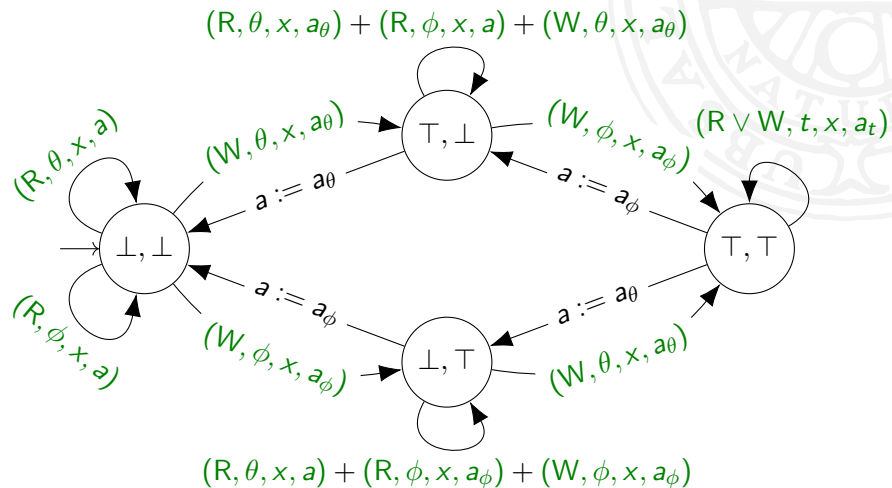 (R, θ, x, a_θ) + (R, ϕ, x, a) + (W, θ, x, a_θ)
(R ∨ W, t, x, a_t)
(W, θ, x, a_θ)
⊤, ⊥
(W, ϕ, x, a_ϕ)
(R, θ, x, a)
a := a_θ
a := a_ϕ
⊥, ⊥
⊤, ⊤
a := a_ϕ
a := a_θ
(R, ϕ, x, a)
(W, ϕ, x, a_ϕ)
⊥, ⊤
(W, θ, x, a_θ)
(R, θ, x, a) + (R, ϕ, x, a_ϕ) + (W, ϕ, x, a_ϕ)